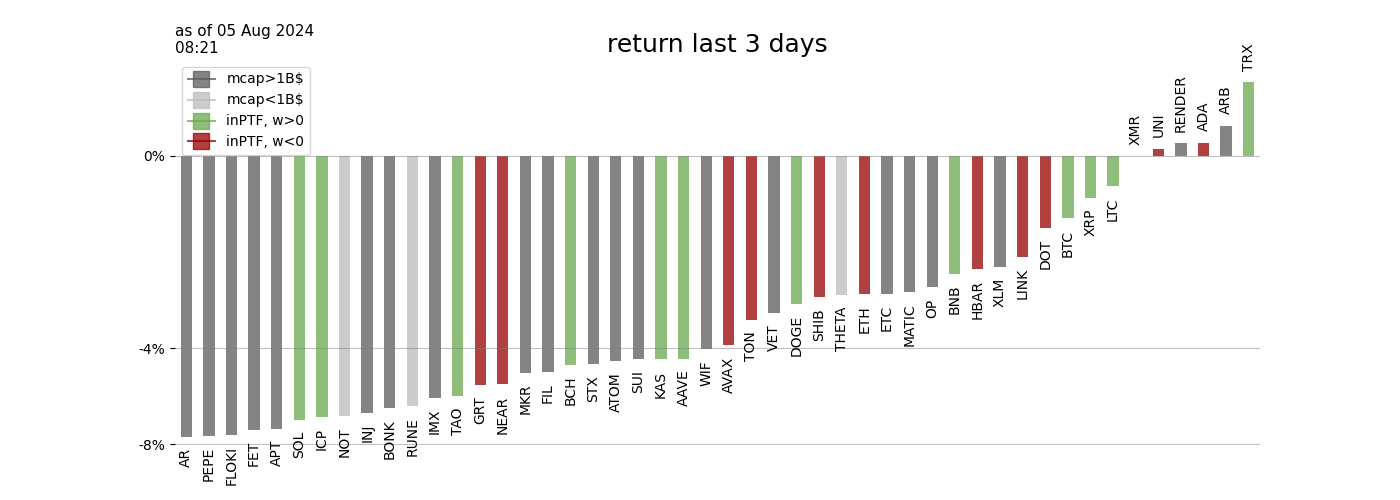 as of 05 Aug 2024
08:21
return last 3 days
mcap>1B$
mcap<1B$
inPTF, w>0
inPTF, w<0
0%
-4%
-8%
AR
PEPE
FLOKI
FET
APT
SOL
ICP
NOT
INJ
BONK
RUNE
IMX
TAO
GRT
NEAR
MKR
FIL
BCH
STX
ATOM
SUI
KAS
AAVE
WIF
AVAX
TON
VET
DOGE
SHIB
THETA
ETH
ETC
MATIC
OP
BNB
HBAR
XLM
LINK
DOT
BTC
XRP
LTC
XMR
UNI
RENDER
ADA
ARB
TRX